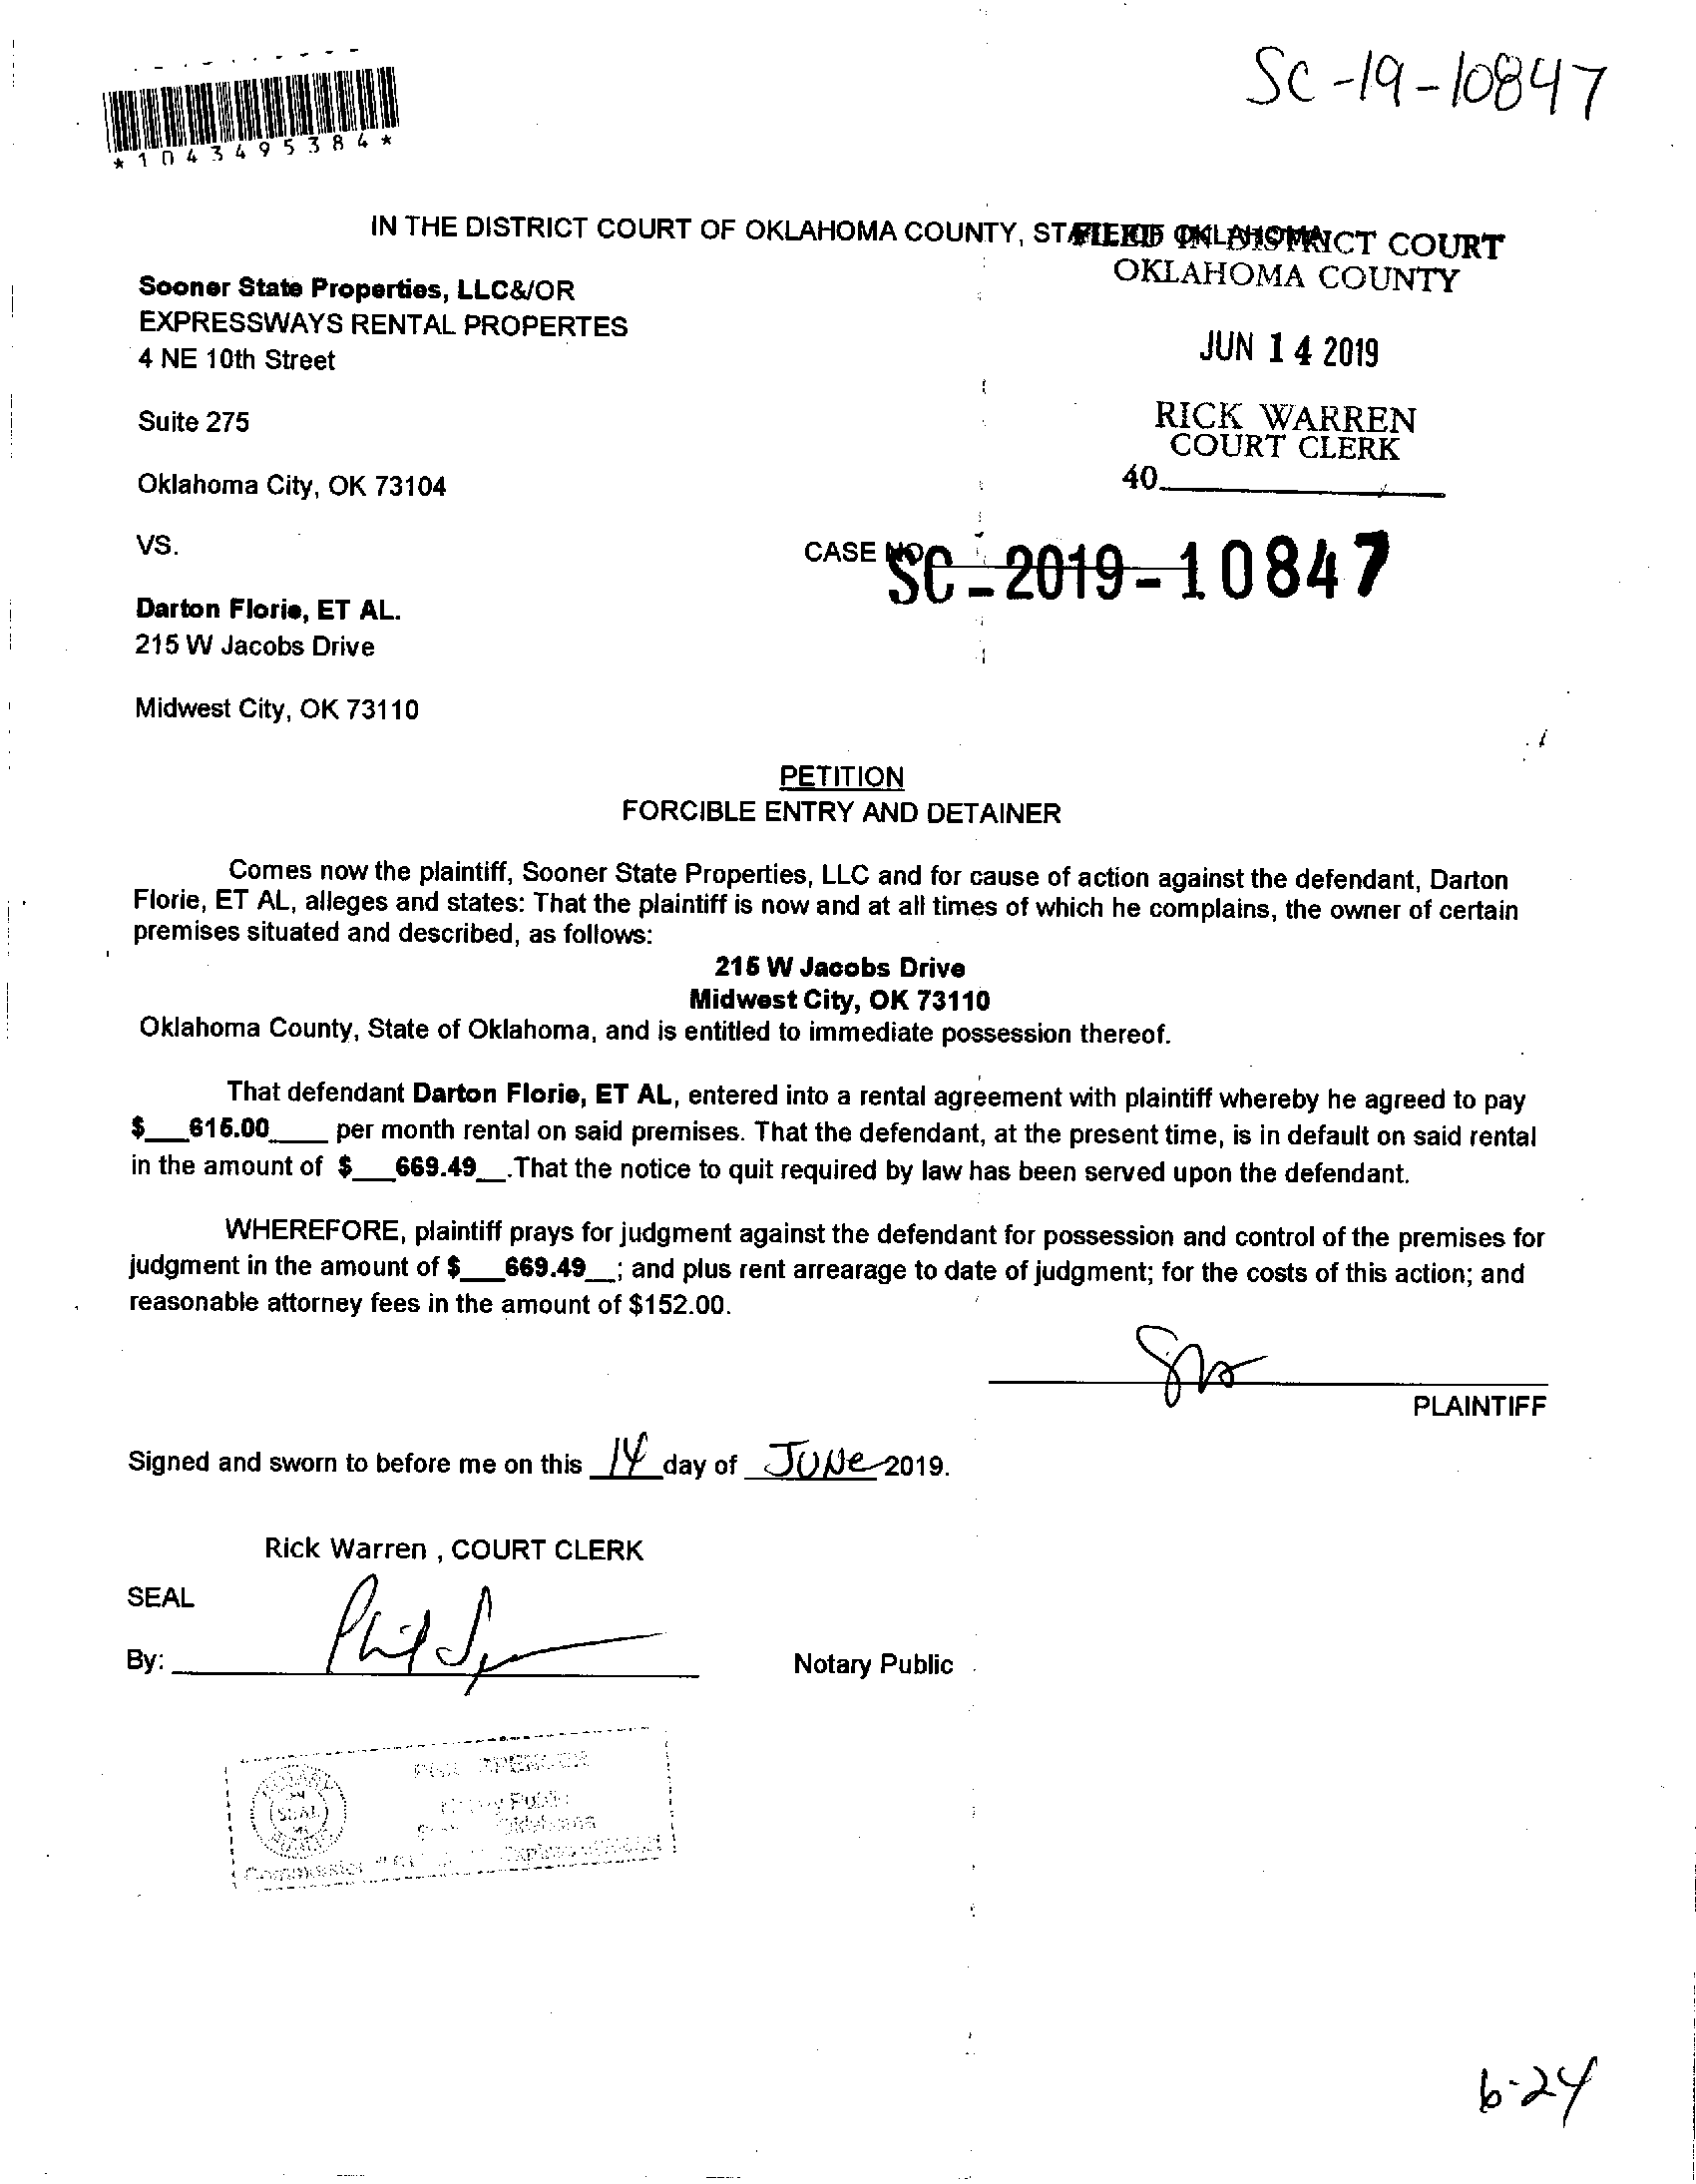 SC-19-10847
*1043495384*
IN THE DISTRICT COURT OF OKLAHOMA COUNTY, STATE OF OKLAHOMA
FILED IN DISTRICT COURT
OKLAHOMA COUNTY
Sooner State Properties, LLC&/OR
EXPRESSWAYS RENTAL PROPERTES
4 NE 10th Street
JUN 14 2019
Suite 275
RICK WARREN
COURT CLERK
Oklahoma City, OK 73104
40
VS.
CASE NO
SC-2019-10847
Darton Florie, ET AL.
215 W Jacobs Drive
Midwest City, OK 73110
PETITION
FORCIBLE ENTRY AND DETAINER
Comes now the plaintiff, Sooner State Properties, LLC and for cause of action against the defendant, Darton
Florie, ET AL, alleges and states: That the plaintiff is now and at all times of which he complains, the owner of certain
premises situated and described, as follows:
215 W Jacobs Drive
Midwest City, OK 73110
Oklahoma County, State of Oklahoma, and is entitled to immediate possession thereof.
That defendant Darton Florie, ET AL, entered into a rental agreement with plaintiff whereby he agreed to pay
$ 615.00 per month rental on said premises. That the defendant, at the present time, is in default on said rental
in the amount of $ 669.49 .That the notice to quit required by law has been served upon the defendant.
WHEREFORE, plaintiff prays for judgment against the defendant for possession and control of the premises for
judgment in the amount of $ 669.49 ; and plus rent arrearage to date of judgment; for the costs of this action; and
reasonable attorney fees in the amount of $152.00.
PLAINTIFF
Signed and sworn to before me on this 14 day of JUNe 2019.
Rick Warren , COURT CLERK
SEAL
By:
Notary Public
SEAL
Notary Public
Oklahoma
6-24